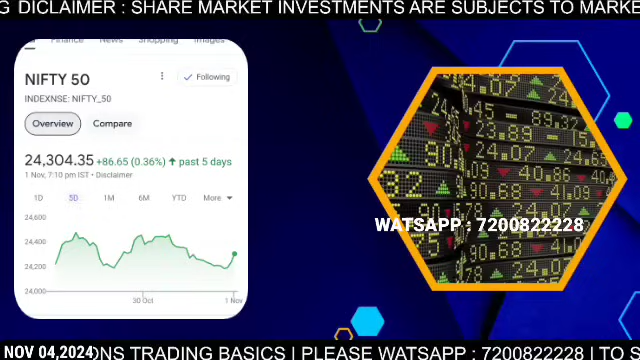 G DICLAIMER : SHARE MARKET INVESTMENTS ARE SUBJECTS TO MARKE
Finance News Shopping Images
NIFTY 50
Following
INDEXNSE: NIFTY_50
Overview Compare
24,304.35 +86.65 (0.36%) ↑ past 5 days
1 Nov, 7:10 pm IST • Disclaimer
1D 5D 1M 6M YTD More
24,600
24,400
24,200
24,000
30 Oct 1 Nov
WATSAPP : 7200822228
NOV 04,2024
ONS TRADING BASICS | PLEASE WATSAPP : 7200822228 | TO S